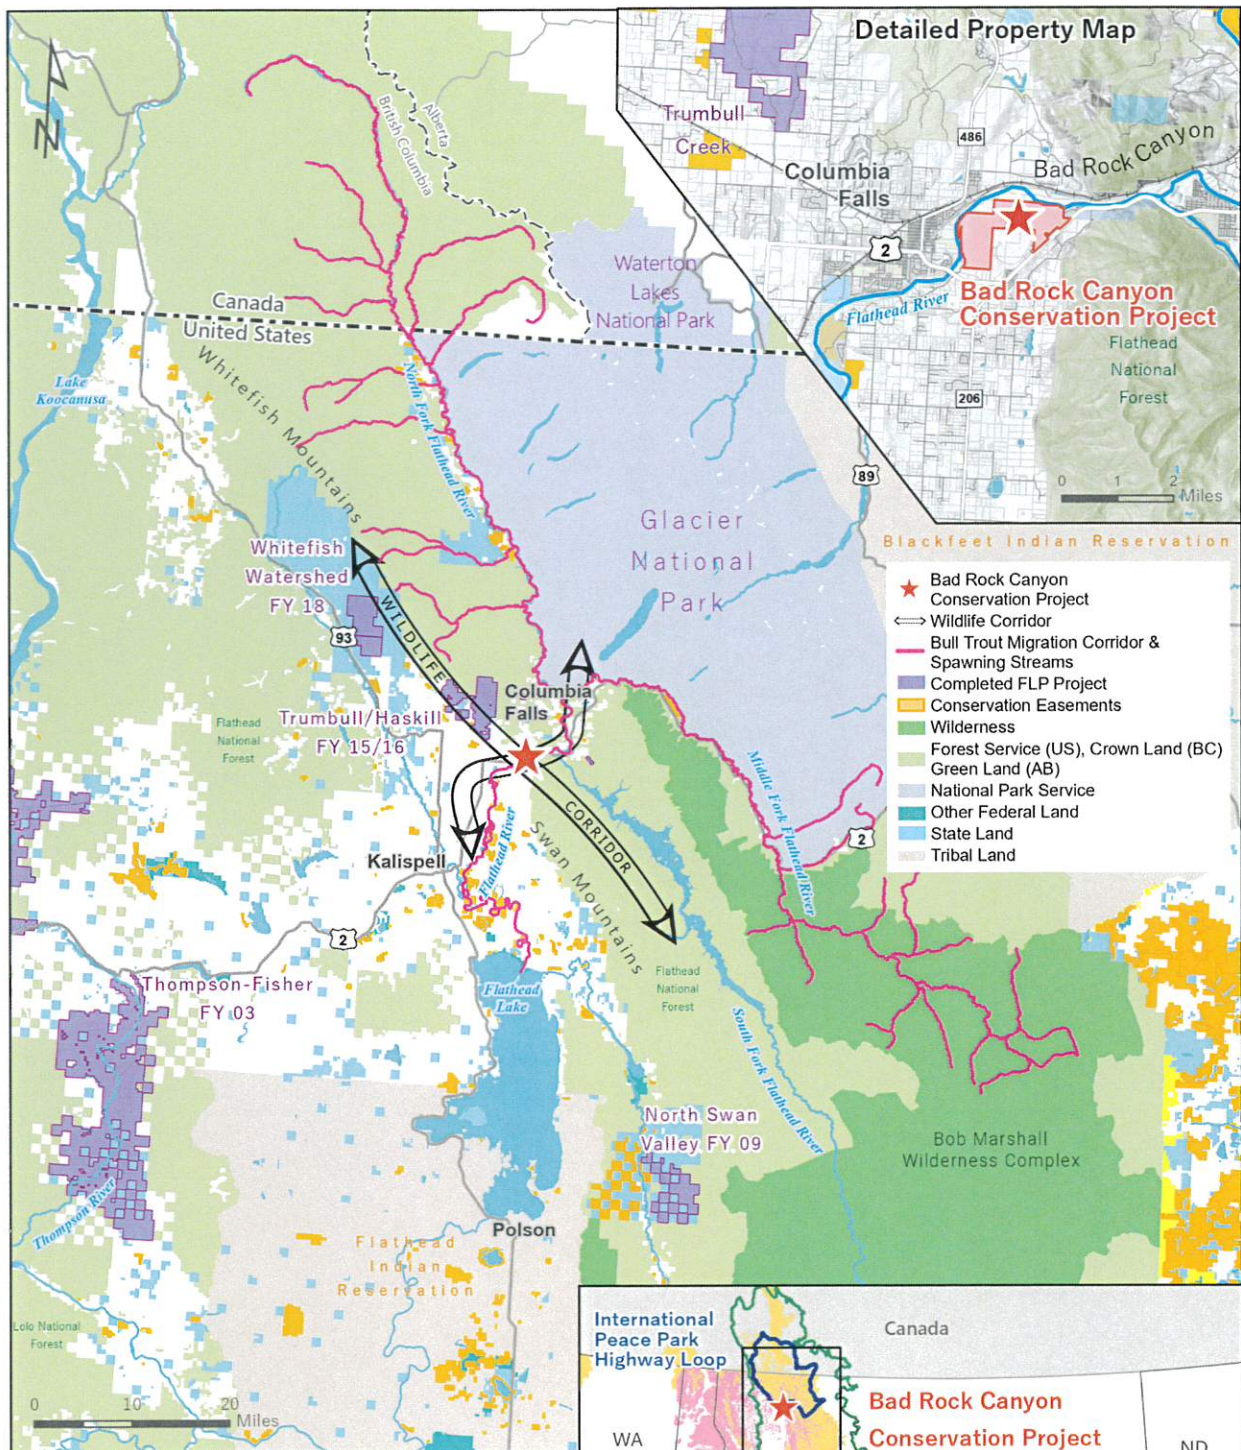 Detailed Property Map
Trumbull
Creek
486
Bad Rock Canyon
Columbia
Falls
2
Flathead River
Bad Rock Canyon
Conservation Project
Flathead
National
Forest
206
0 1 2
Miles
N
Alberta
British Columbia
Waterton
Lakes
National Park
Canada
United States
Lake
Koocanusa
Whitefish Mountains
North Fork Flathead River
89
Glacier
National
Park
Blackfeet Indian Reservation
Whitefish
Watershed
FY 18
93
WILDLIFE
CORRIDOR
Columbia
Falls
Trumbull/Haskill
FY 15/16
Flathead
National
Forest
Middle Fork Flathead River
2
Kalispell
Flathead River
Swan Mountains
2
Flathead
National
Forest
South Fork Flathead River
Thompson-Fisher
FY 03
Flathead
Lake
North Swan
Valley FY 09
Bob Marshall
Wilderness Complex
Thompson River
Polson
Flathead
Indian
Reservation
Lolo National
Forest
0 10 20
Miles
Bad Rock Canyon
Conservation Project
Wildlife Corridor
Bull Trout Migration Corridor &
Spawning Streams
Completed FLP Project
Conservation Easements
Wilderness
Forest Service (US), Crown Land (BC)
Green Land (AB)
National Park Service
Other Federal Land
State Land
Tribal Land
International
Peace Park
Highway Loop
Canada
Bad Rock Canyon
Conservation Project
WA
ND